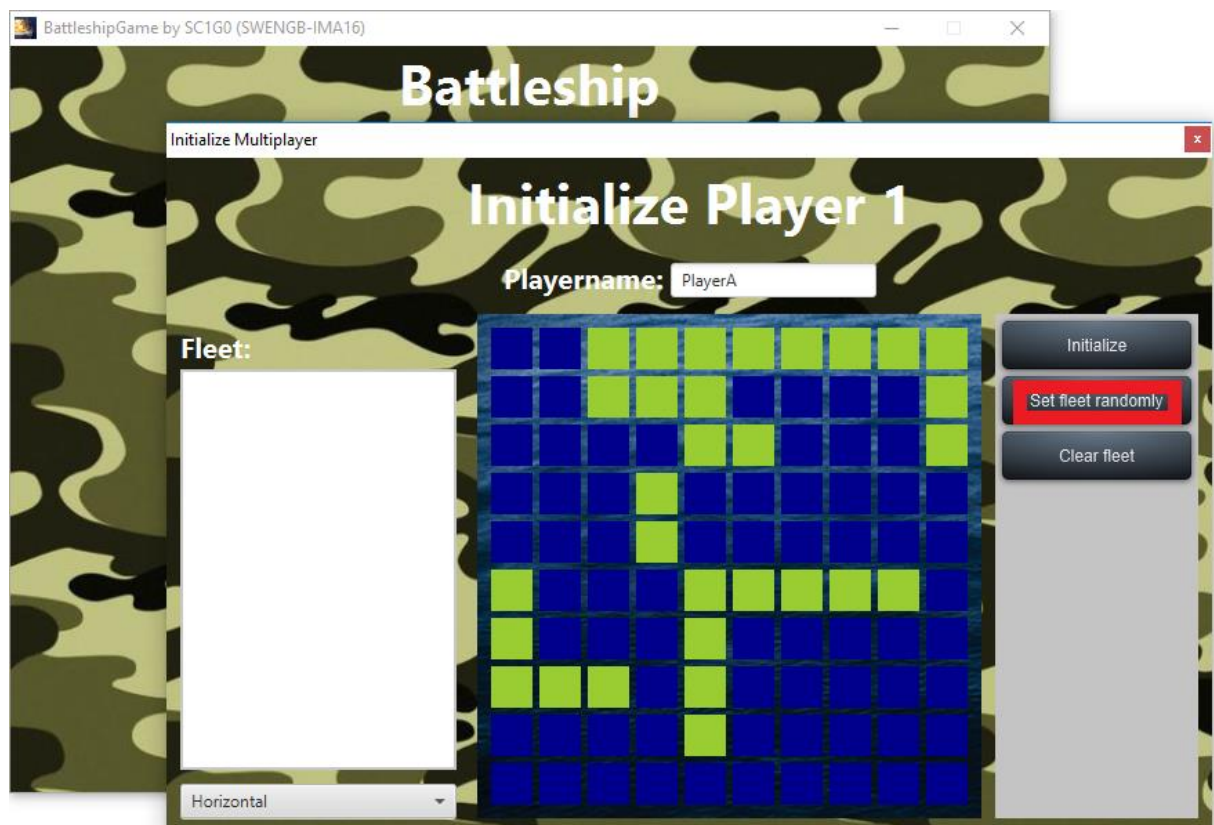 BattleshipGame by SC1G0 (SWENGB-IMA16)
Battleship
Initialize Multiplayer
x
Initialize Player 1
Playername: PlayerA
Fleet:
Initialize
Set fleet randomly
Clear fleet
Horizontal